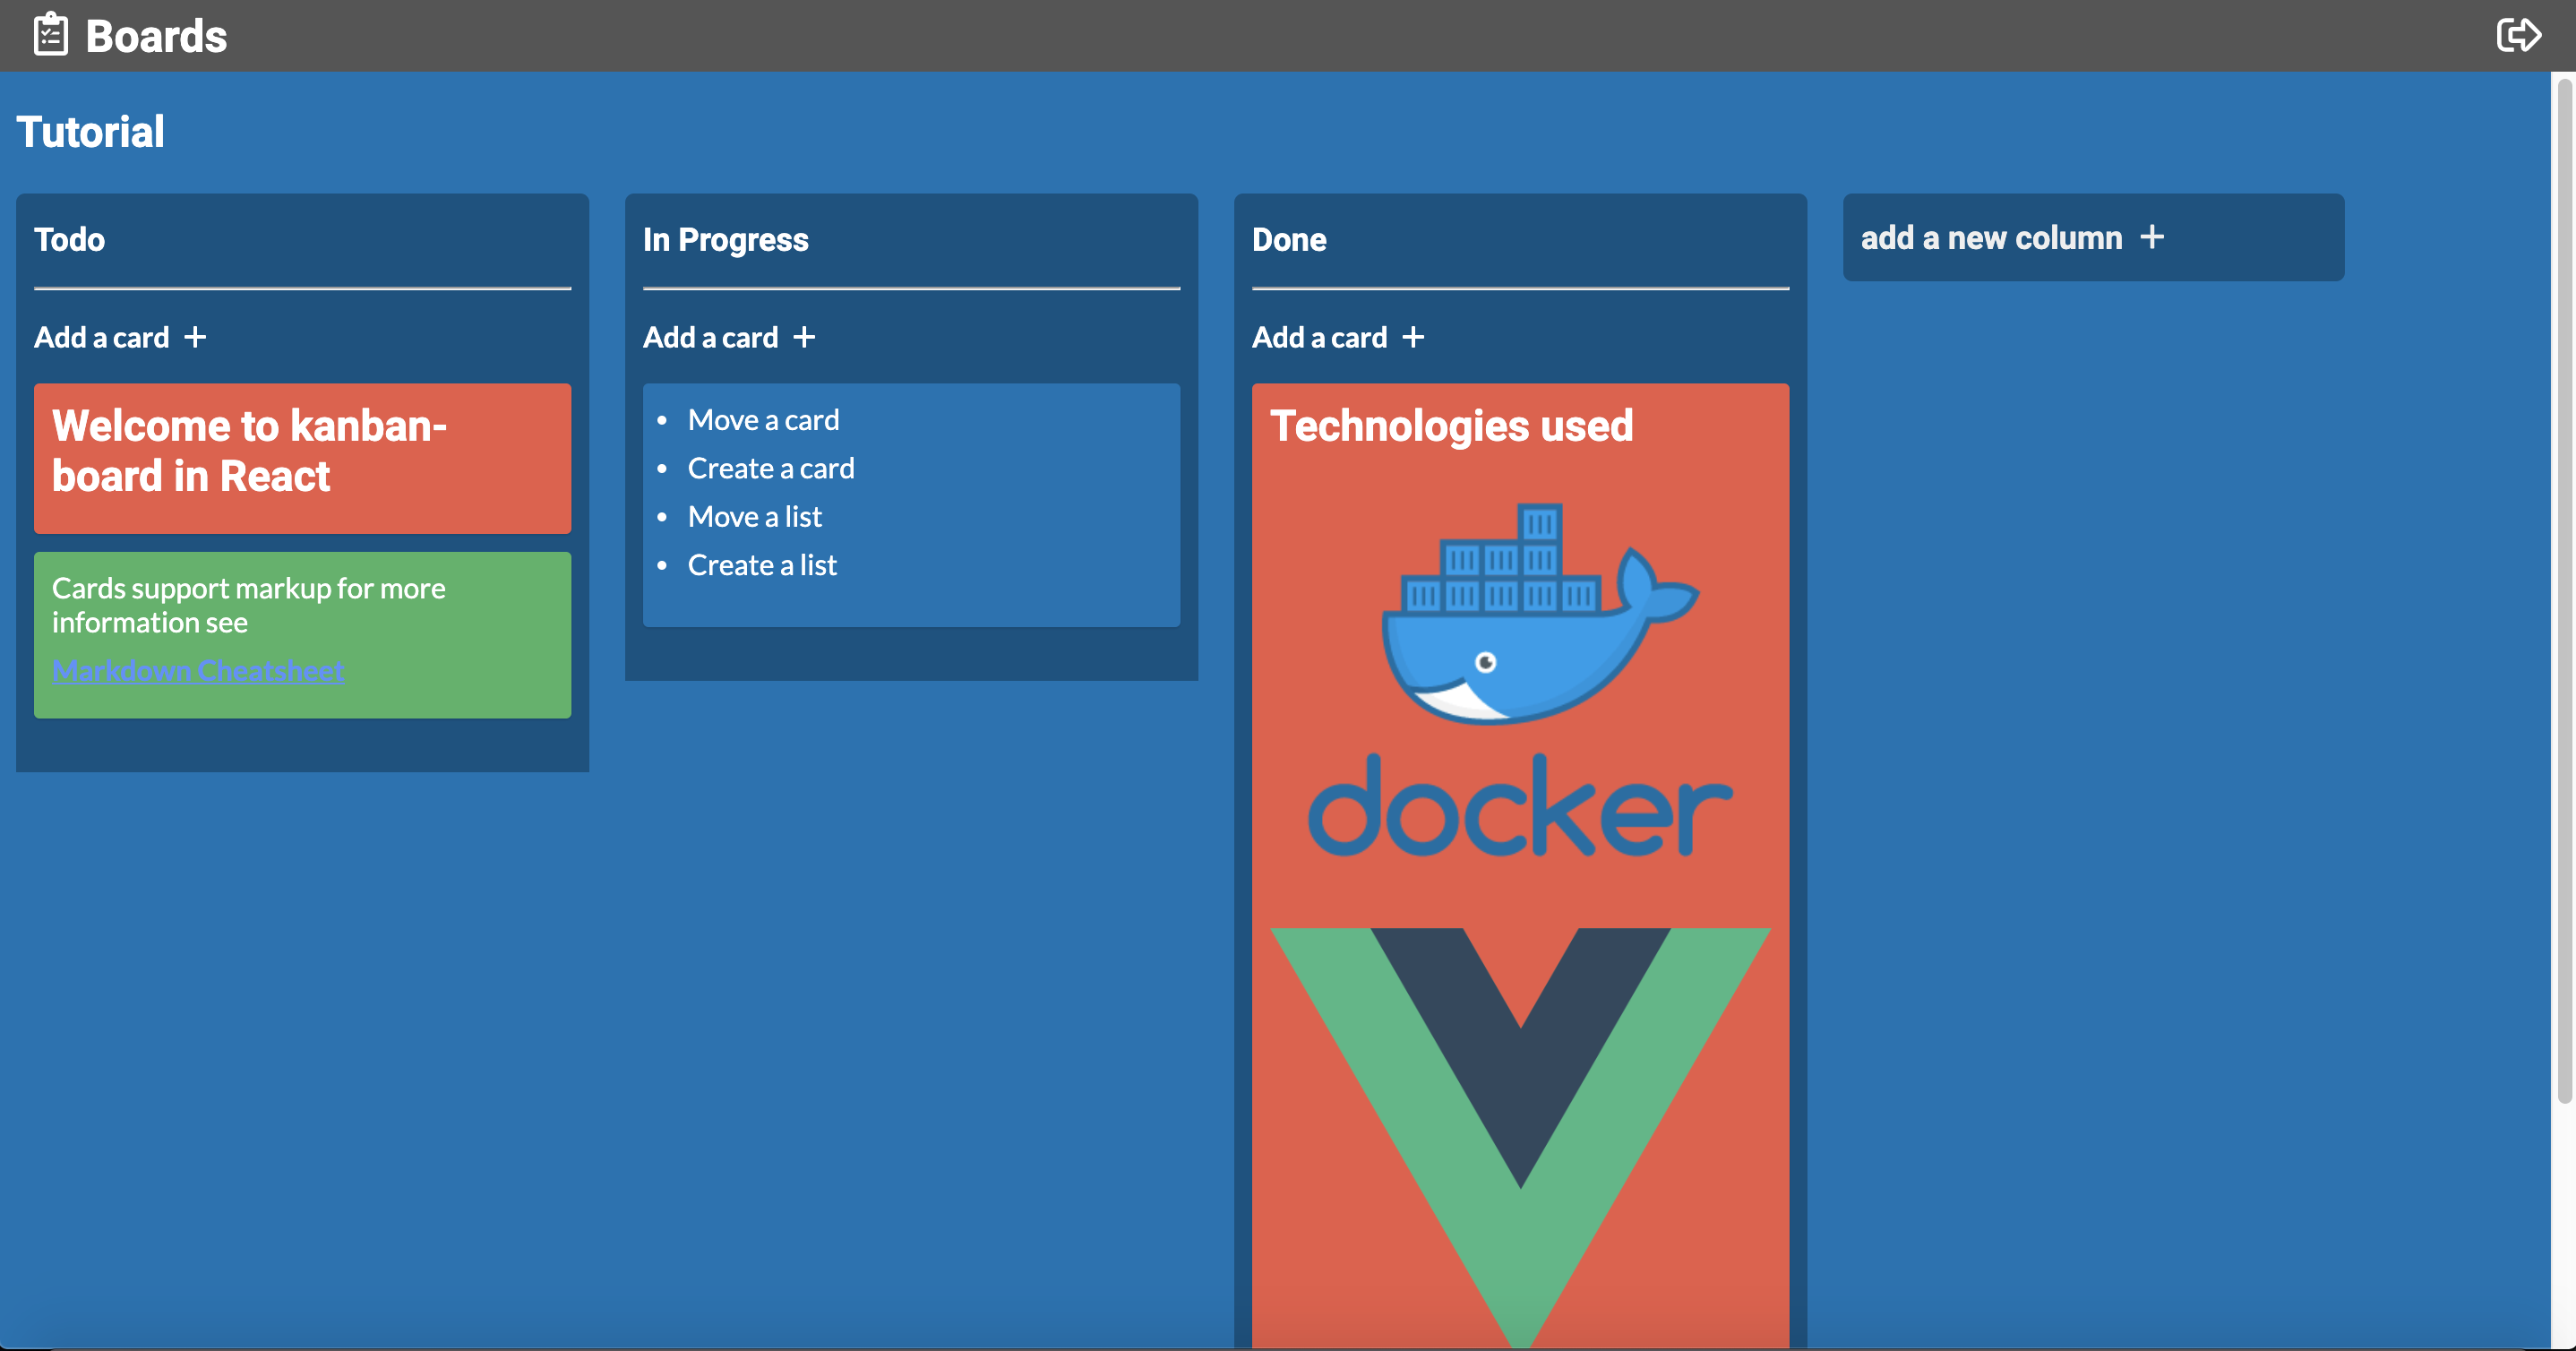 Boards
Tutorial
Todo
Add a card +
Welcome to kanban-
board in React
Cards support markup for more
information see
Markdown Cheatsheet
In Progress
Add a card +
• Move a card
• Create a card
• Move a list
• Create a list
Done
Add a card +
Technologies used
docker
add a new column +